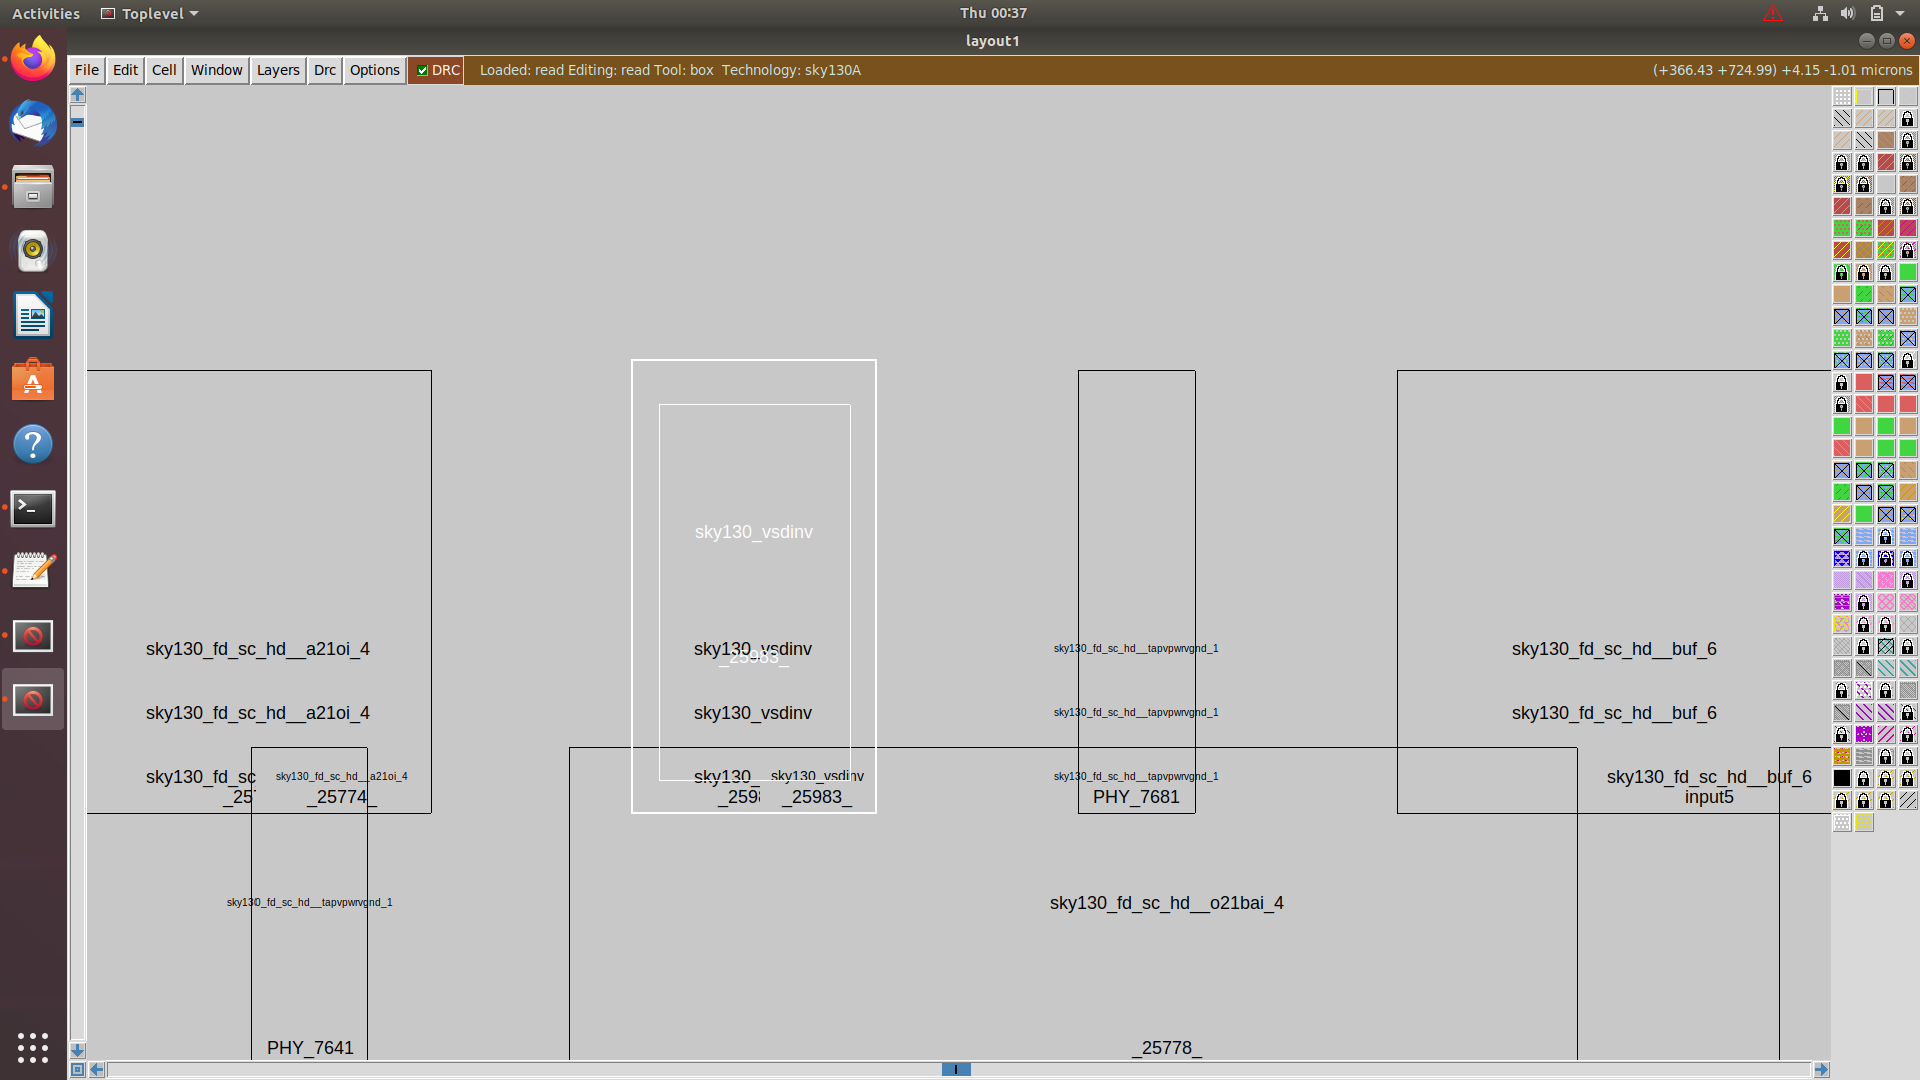 Activities
Toplevel
Thu 00:37
layout1
File
Edit
Cell
Window
Layers
Drc
Options
DRC
Loaded: read Editing: read Tool: box Technology: sky130A
(+366.43 +724.99) +4.15 -1.01 microns
sky130_vsdinv
sky130_fd_sc_hd__a21oi_4
sky130_vsdinv
_25983_
sky130_fd_sc_hd__tapvpwrvgnd_1
sky130_fd_sc_hd__buf_6
sky130_fd_sc_hd__a21oi_4
sky130_vsdinv
sky130_fd_sc_hd__tapvpwrvgnd_1
sky130_fd_sc_hd__buf_6
sky130_fd_sc
sky130_fd_sc_hd__a21oi_4
sky130_
sky130_vsdinv
sky130_fd_sc_hd__tapvpwrvgnd_1
sky130_fd_sc_hd__buf_6
_25774_
_25983_
PHY_7681
input5
sky130_fd_sc_hd__tapvpwrvgnd_1
sky130_fd_sc_hd__o21bai_4
PHY_7641
_25778_